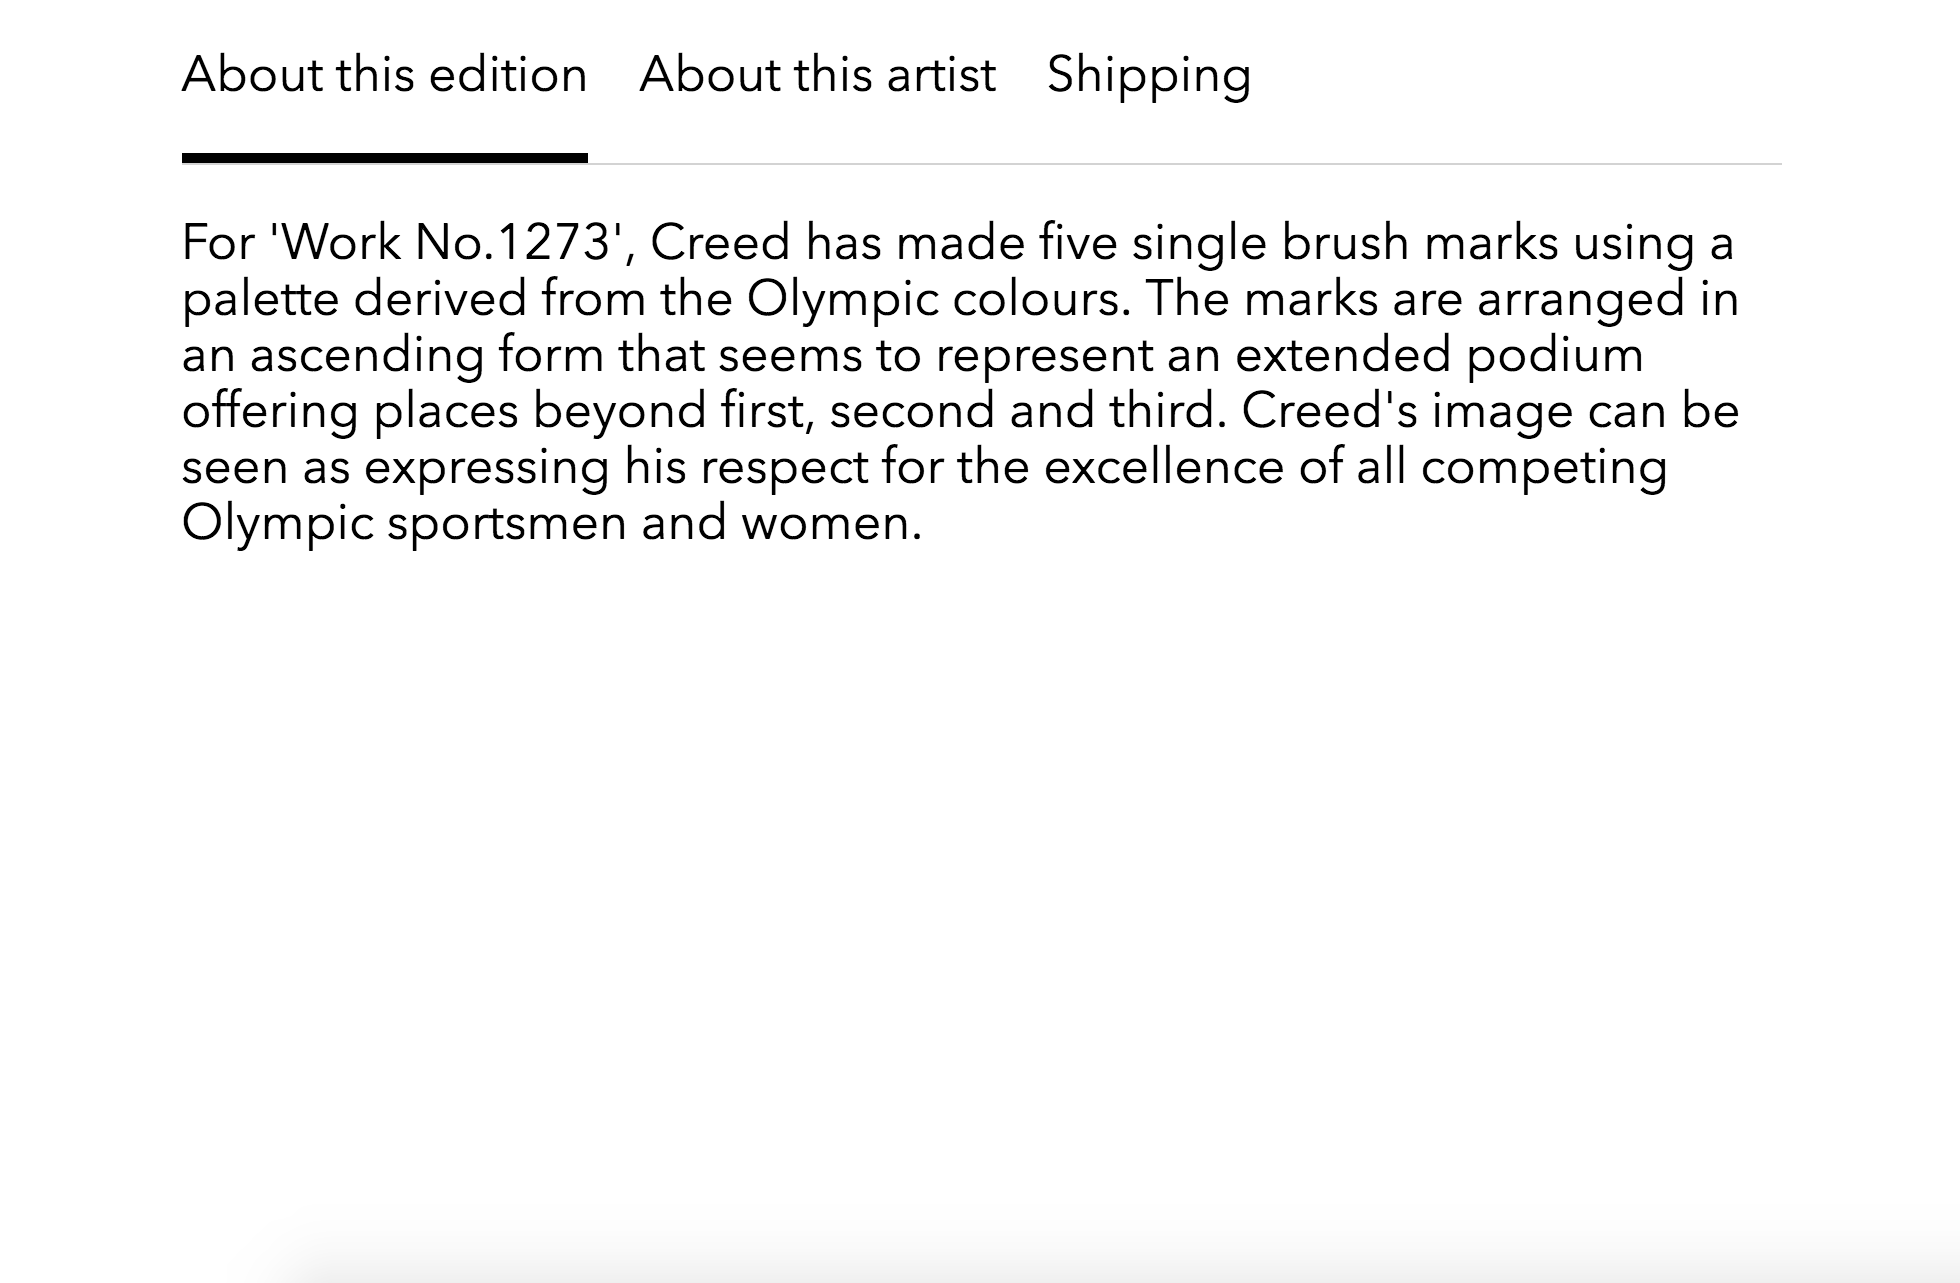 About this edition About this artist Shipping
For 'Work No.1273', Creed has made five single brush marks using a
palette derived from the Olympic colours. The marks are arranged in
an ascending form that seems to represent an extended podium
offering places beyond first, second and third. Creed's image can be
seen as expressing his respect for the excellence of all competing
Olympic sportsmen and women.